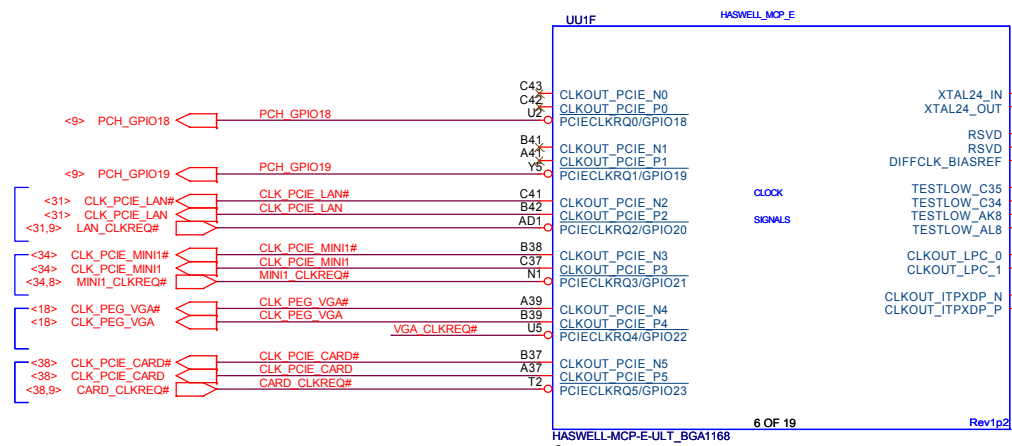 UU1F HASWELL_MCP_E
C43 CLKOUT_PCIE_N0 XTAL24_IN
C42 CLKOUT_PCIE_P0 XTAL24_OUT
<9> PCH_GPIO18 PCH_GPIO18 U2 PCIECLKRQ0/GPIO18
RSVD
B41 CLKOUT_PCIE_N1 RSVD
A41 CLKOUT_PCIE_P1 DIFFCLK_BIASREF
<9> PCH_GPIO19 PCH_GPIO19 Y5 PCIECLKRQ1/GPIO19
CLOCK TESTLOW_C35
<31> CLK_PCIE_LAN# CLK_PCIE_LAN# C41 CLKOUT_PCIE_N2 TESTLOW_C34
<31> CLK_PCIE_LAN CLK_PCIE_LAN B42 CLKOUT_PCIE_P2 SIGNALS TESTLOW_AK8
<31,9> LAN_CLKREQ# AD1 PCIECLKRQ2/GPIO20 TESTLOW_AL8
<34> CLK_PCIE_MINI1# CLK_PCIE_MINI1# B38 CLKOUT_PCIE_N3 CLKOUT_LPC_0
<34> CLK_PCIE_MINI1 CLK_PCIE_MINI1 C37 CLKOUT_PCIE_P3 CLKOUT_LPC_1
<34,8> MINI1_CLKREQ# MINI1_CLKREQ# N1 PCIECLKRQ3/GPIO21
CLKOUT_ITPXDP_N
<18> CLK_PEG_VGA# CLK_PEG_VGA# A39 CLKOUT_PCIE_N4 CLKOUT_ITPXDP_P
<18> CLK_PEG_VGA CLK_PEG_VGA B39 CLKOUT_PCIE_P4
VGA_CLKREQ# U5 PCIECLKRQ4/GPIO22
<38> CLK_PCIE_CARD# CLK_PCIE_CARD# B37 CLKOUT_PCIE_N5
<38> CLK_PCIE_CARD CLK_PCIE_CARD A37 CLKOUT_PCIE_P5
<38,9> CARD_CLKREQ# CARD_CLKREQ# T2 PCIECLKRQ5/GPIO23
6 OF 19 Rev1p2
HASWELL-MCP-E-ULT_BGA1168